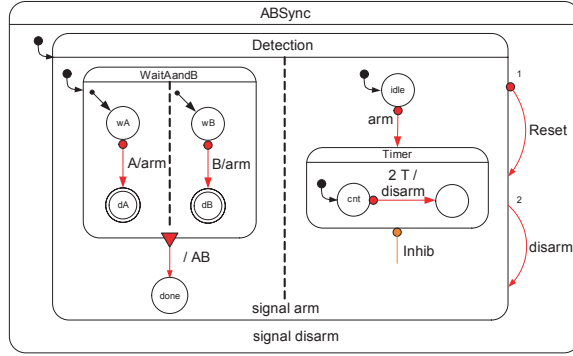 ABSync
Detection
WaitAandB
wA
wB
A/arm
B/arm
dA
dB
/ AB
done
idle
arm
Timer
cnt
2 T /
disarm
Inhib
1
Reset
2
disarm
signal arm
signal disarm